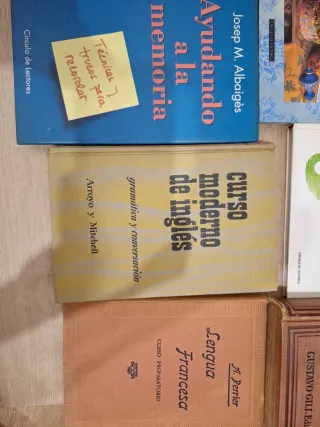 Josep M. Albaigès
Ayudando
a la
memoria
Técnicas y
trucos para
recordar
Círculo de Lectores
curso
moderno
de inglés
gramática y conversación
Arroyo y Mitchell
A. Perrier
Lengua
Francesa
CURSO PREPARATORIO
GUSTAVO GILI